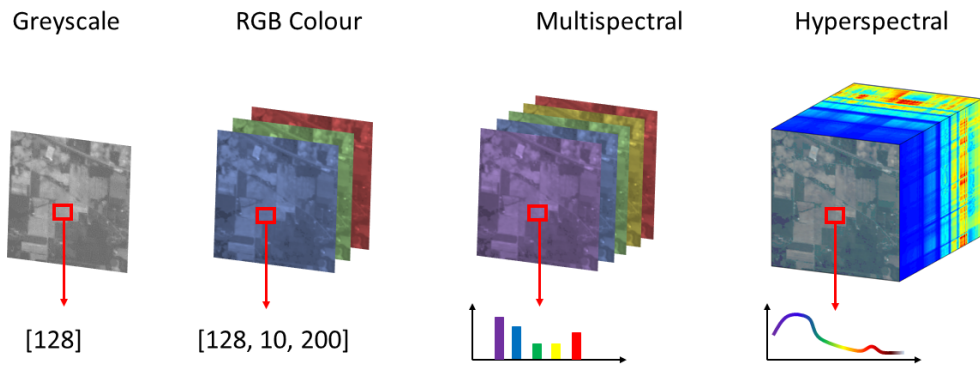 Greyscale
RGB Colour
Multispectral
Hyperspectral
[128]
[128, 10, 200]